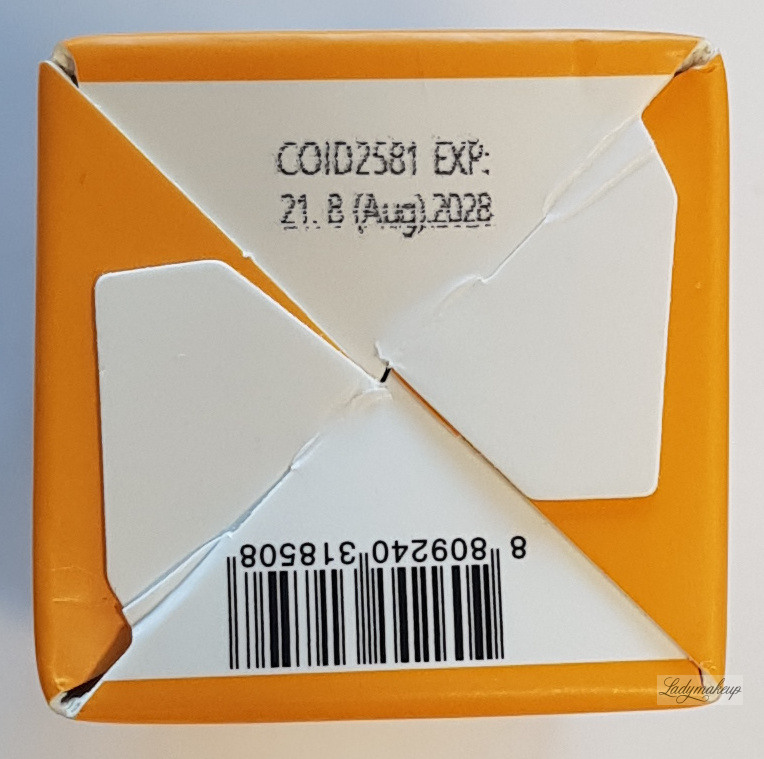 COID2581 EXP:
21. 8 (Aug).2028
8 809240 318508
Ladymakeup